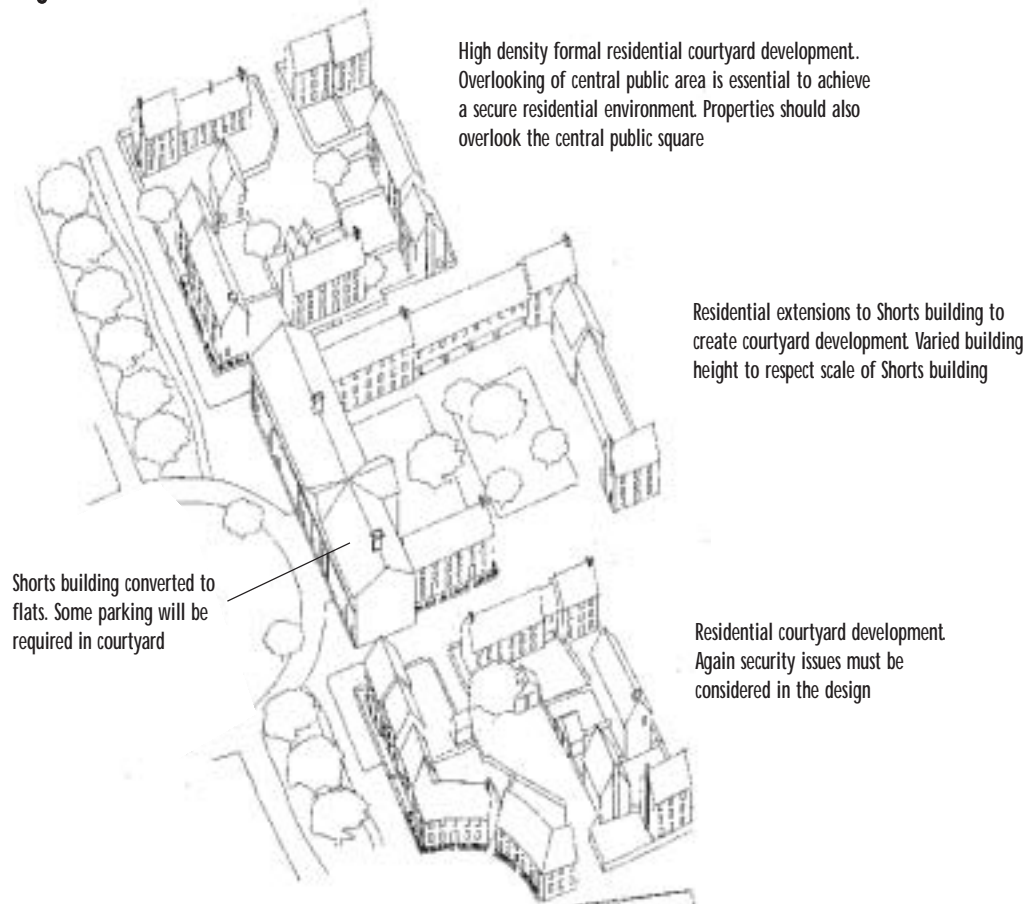 High density formal residential courtyard development.
Overlooking of central public area is essential to achieve
a secure residential environment. Properties should also
overlook the central public square
Residential extensions to Shorts building to
create courtyard development. Varied building
height to respect scale of Shorts building
Shorts building converted to
flats. Some parking will be
required in courtyard
Residential courtyard development.
Again security issues must be
considered in the design